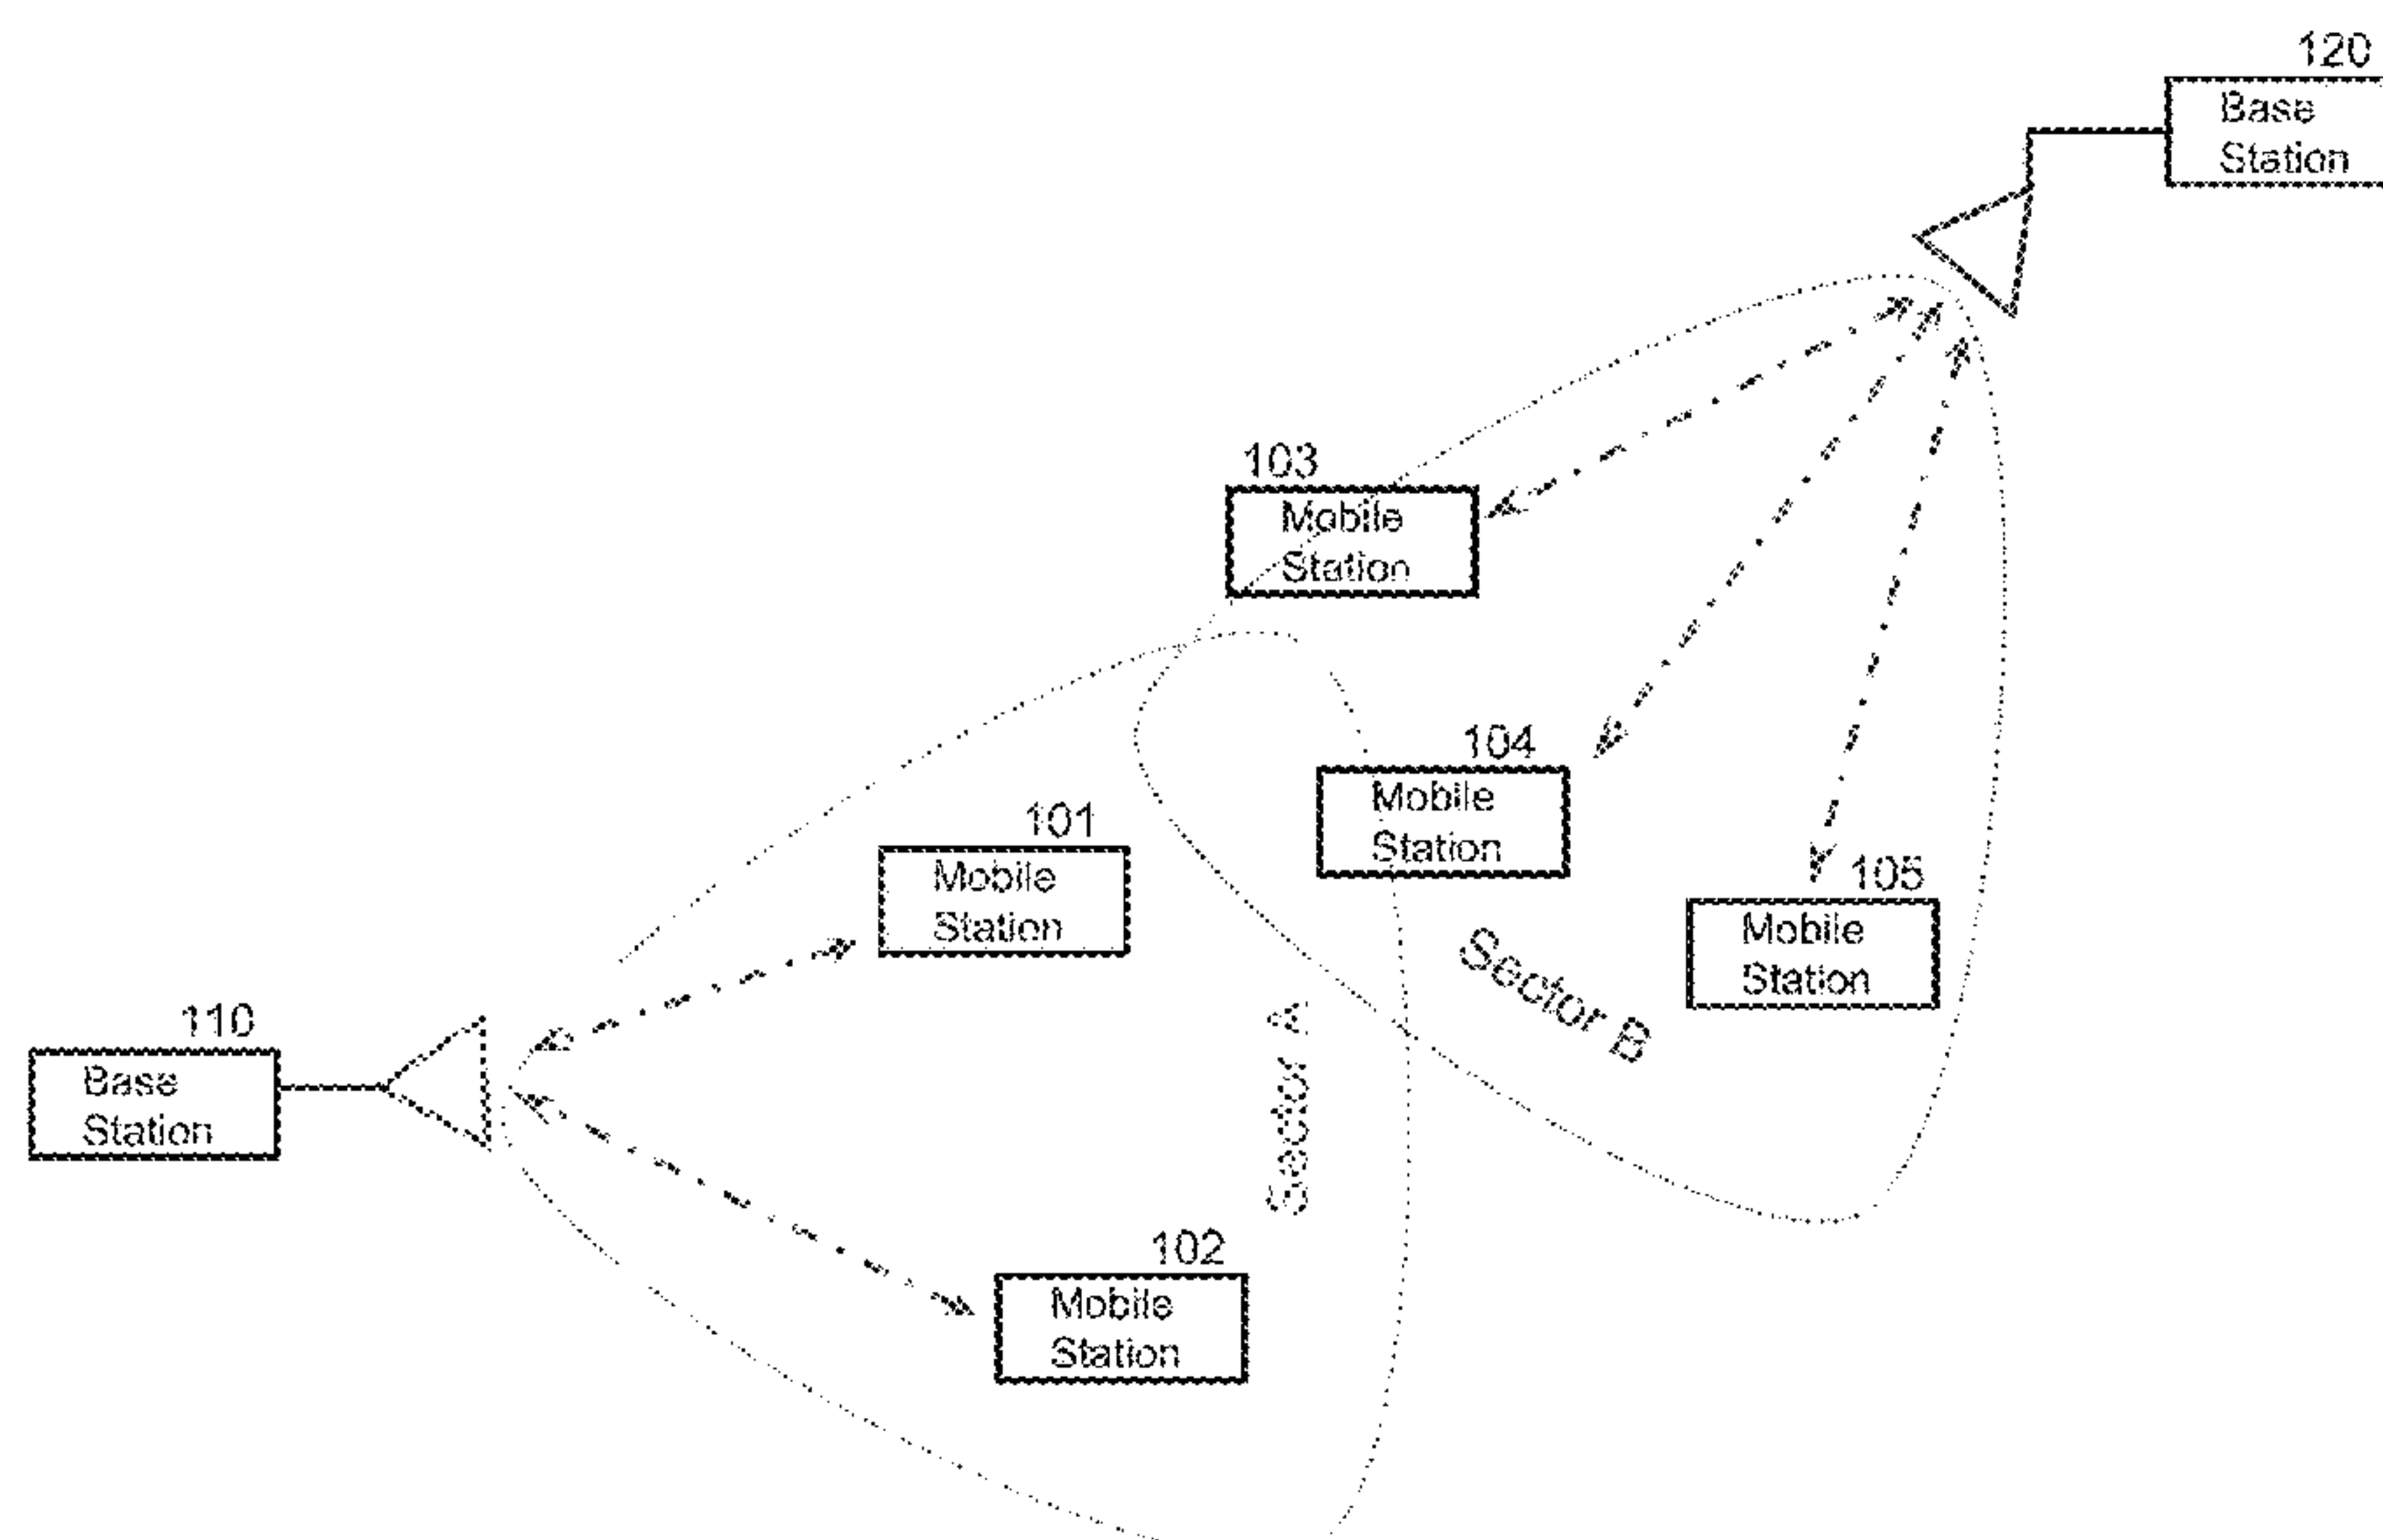 120
Base
Station
103
Mobile
Station
104
Mobile
Station
101
Mobile
Station
105
Mobile
Station
Sector B
Sector A
110
Base
Station
102
Mobile
Station